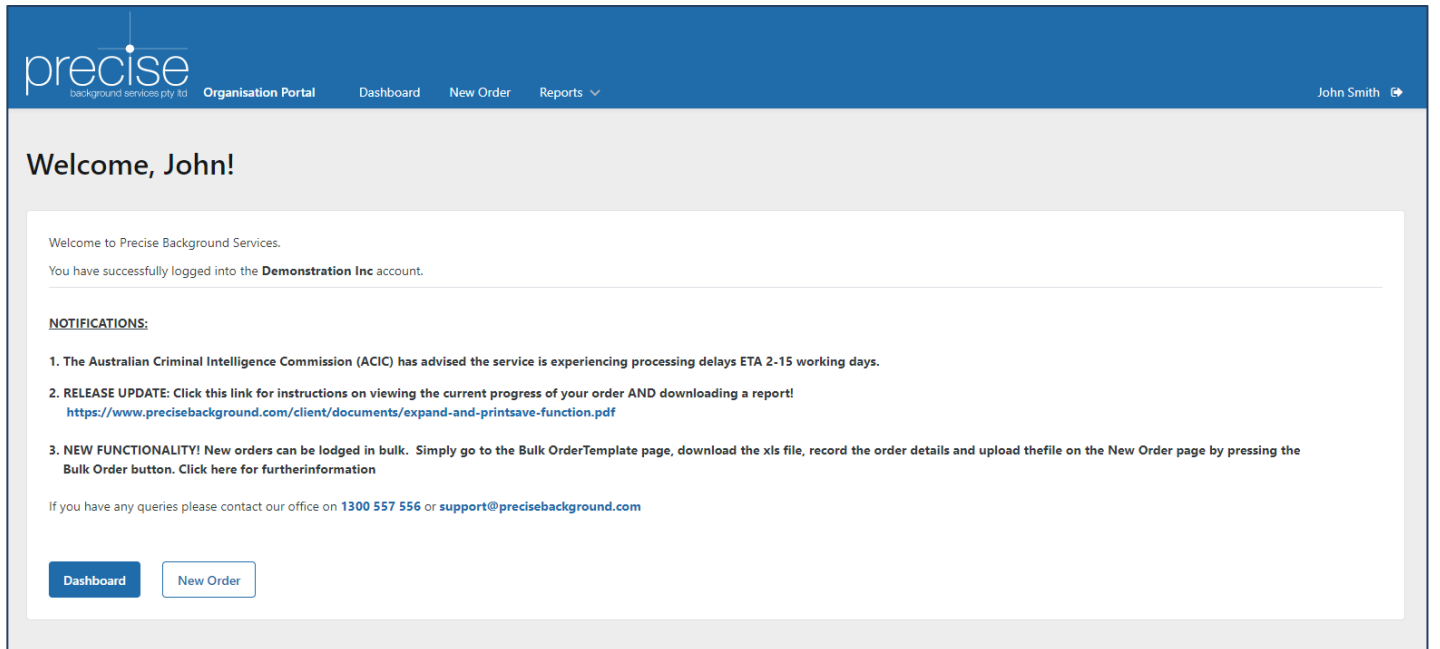 precise
background services pty ltd
Organisation Portal Dashboard New Order Reports John Smith
Welcome, John!
Welcome to Precise Background Services.
You have successfully logged into the Demonstration Inc account.
NOTIFICATIONS:
1. The Australian Criminal Intelligence Commission (ACIC) has advised the service is experiencing processing delays ETA 2-15 working days.
2. RELEASE UPDATE: Click this link for instructions on viewing the current progress of your order AND downloading a report!
https://www.precisebackground.com/client/documents/expand-and-printsave-function.pdf
3. NEW FUNCTIONALITY! New orders can be lodged in bulk. Simply go to the Bulk OrderTemplate page, download the xls file, record the order details and upload thefile on the New Order page by pressing the
Bulk Order button. Click here for furtherinformation
If you have any queries please contact our office on 1300 557 556 or support@precisebackground.com
Dashboard New Order